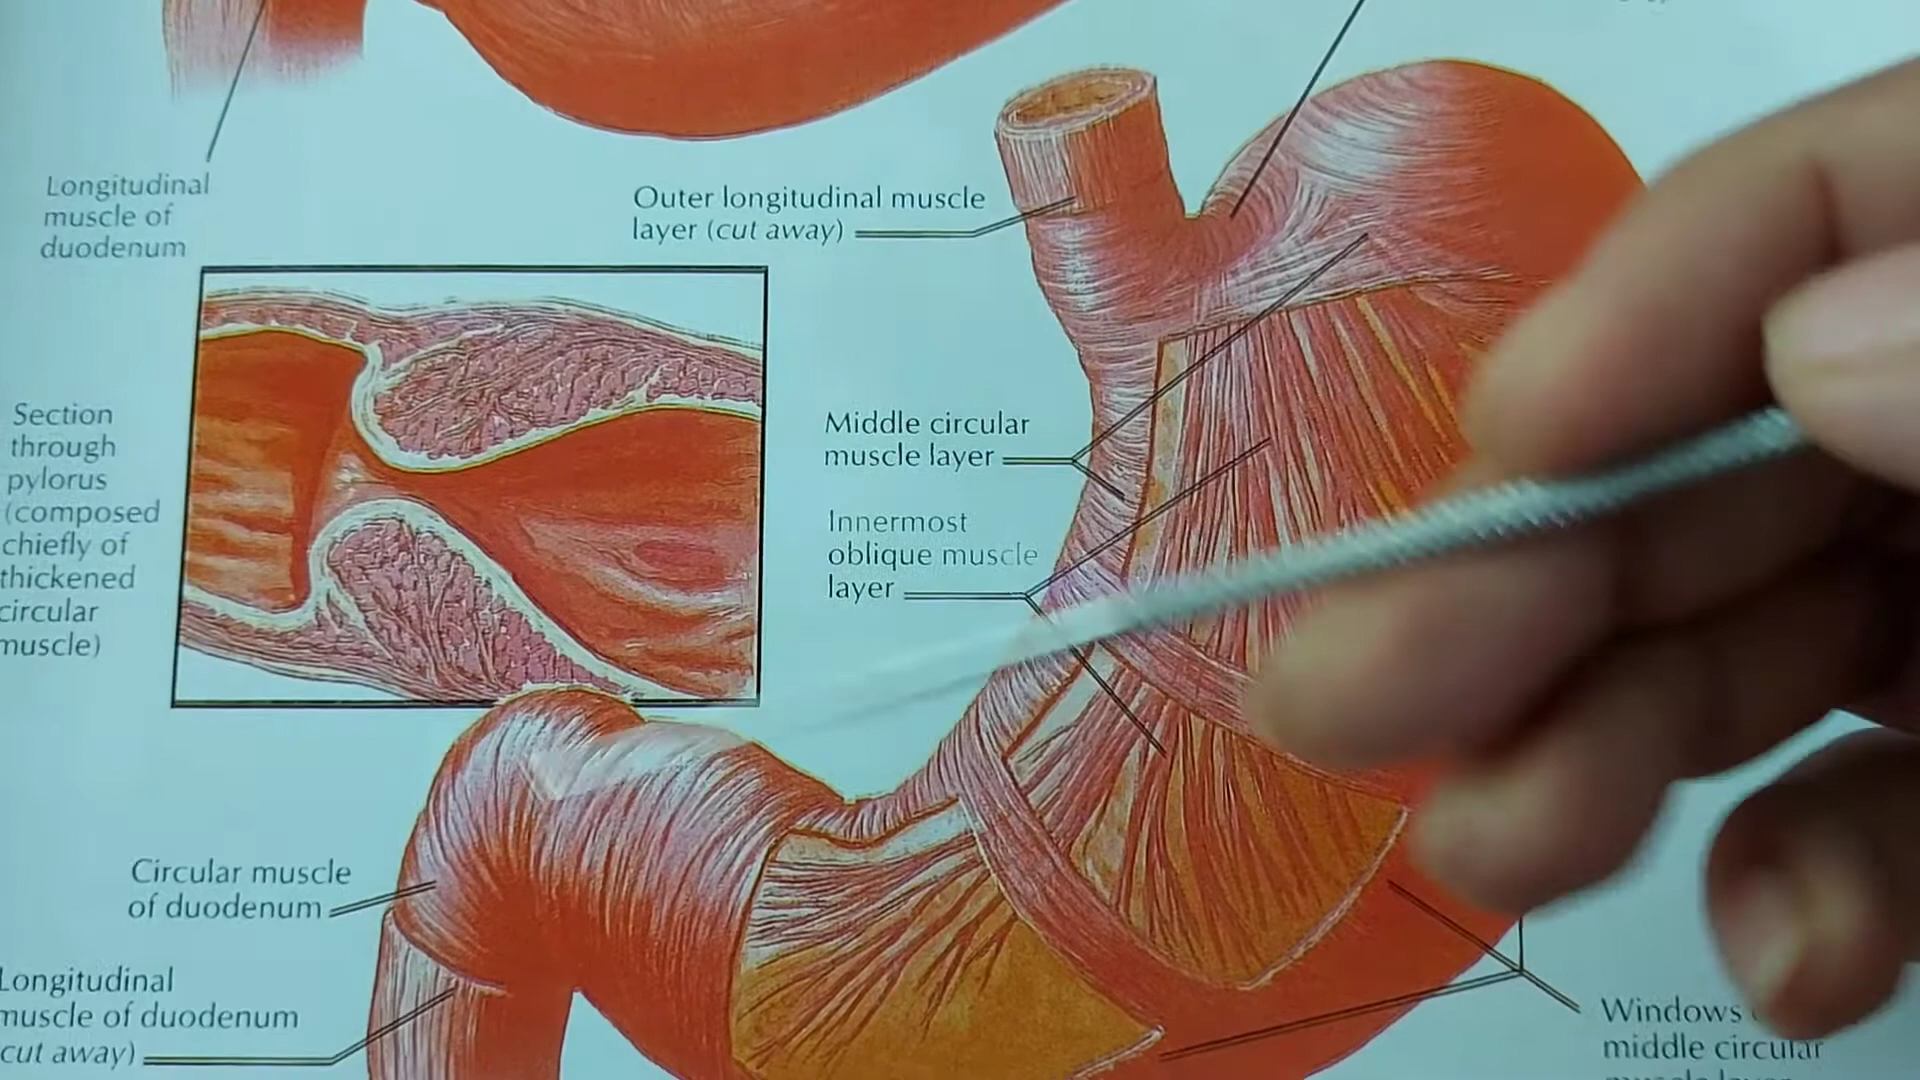 Longitudinal
muscle of
duodenum
Outer longitudinal muscle
layer (cut away)
Section
through
pylorus
(composed
chiefly of
thickened
circular
muscle)
Middle circular
muscle layer
Innermost
oblique muscle
layer
Circular muscle
of duodenum
Longitudinal
muscle of duodenum
cut away)
Windows
middle circular